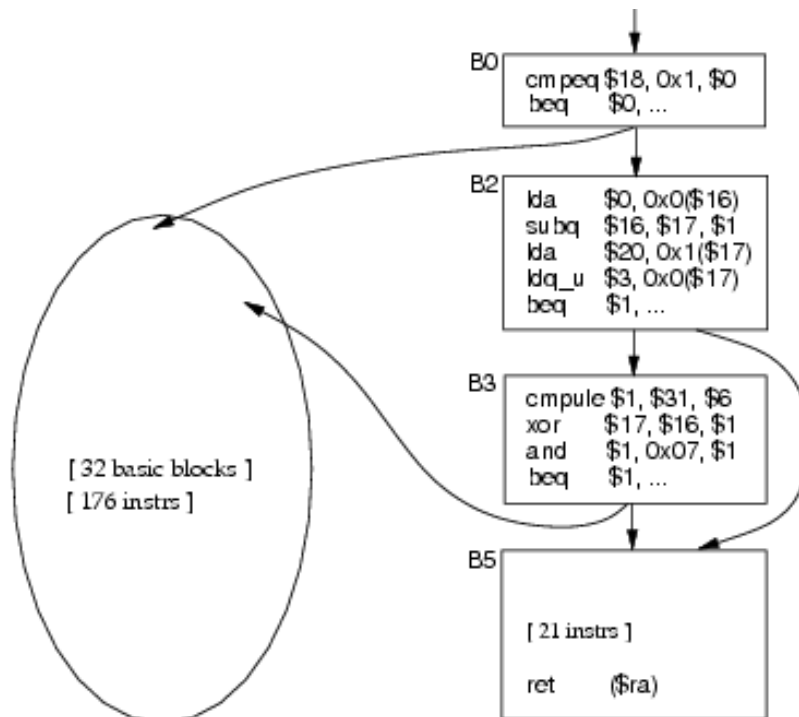 B0
cmpeq $18, 0x1, $0
beq $0, ...
B2
lda $0, 0x0($16)
subq $16, $17, $1
lda $20, 0x1($17)
ldq_u $3, 0x0($17)
beq $1, ...
B3
cmpule $1, $31, $6
xor $17, $16, $1
and $1, 0x07, $1
beq $1, ...
[ 32 basic blocks ]
[ 176 instrs ]
B5
[ 21 instrs ]
ret ($ra)